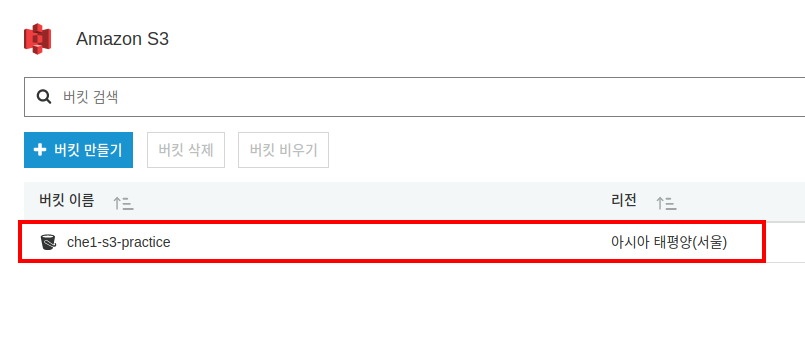 Amazon S3
버킷 검색
버킷 만들기 버킷 삭제 버킷 비우기
버킷 이름 리전
che1-s3-practice 아시아 태평양(서울)